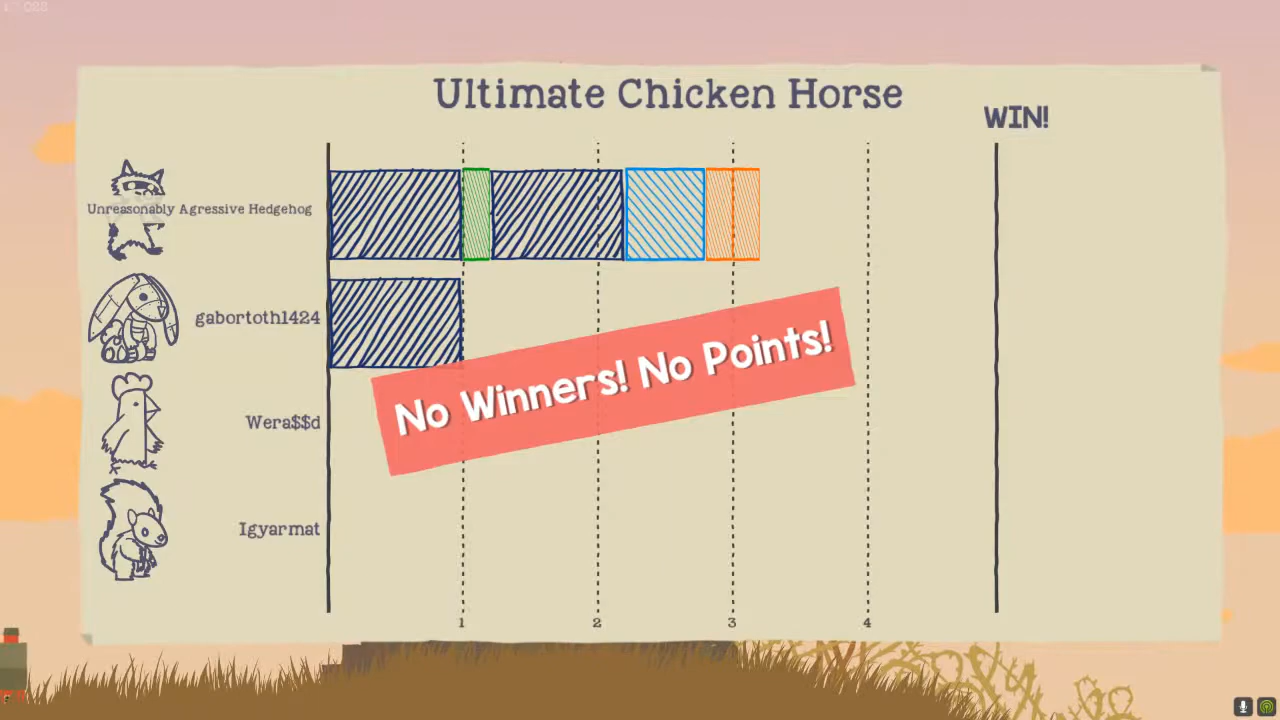 Ultimate Chicken Horse
WIN!
Unreasonably Agressive Hedgehog
gabortoth1424
No Winners! No Points!
Wera$$d
Igyarmat
1 2 3 4